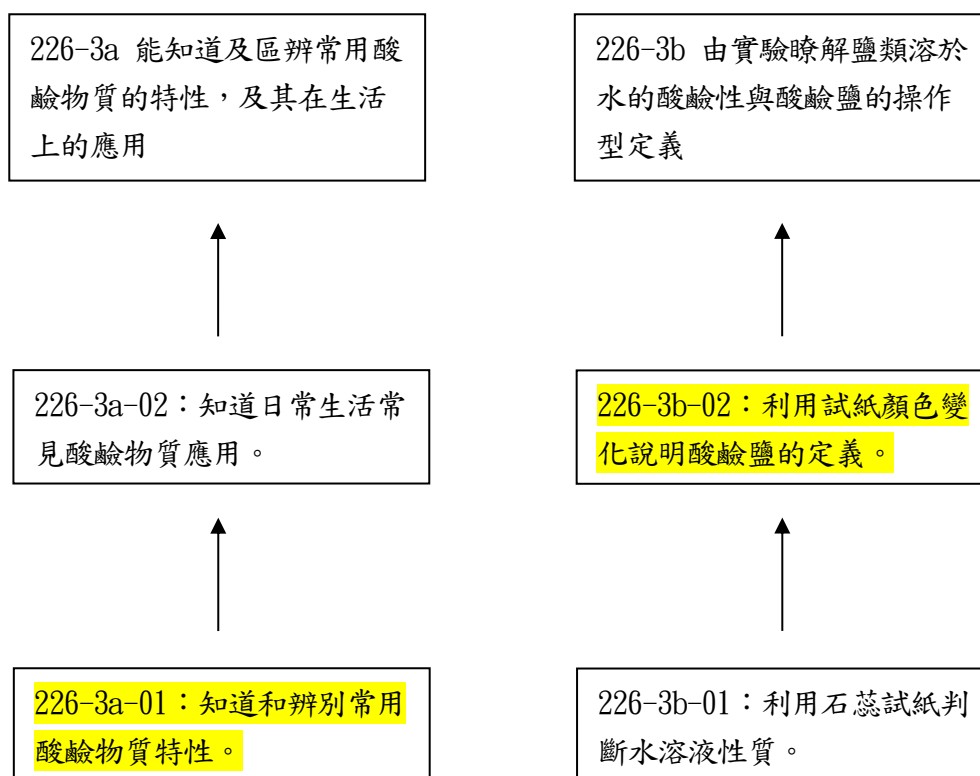 226-3a 能知道及區辨常用酸
鹼物質的特性，及其在生活
上的應用
226-3b 由實驗瞭解鹽類溶於
水的酸鹼性與酸鹼鹽的操作
型定義
226-3a-02：知道日常生活常
見酸鹼物質應用。
226-3b-02：利用試紙顏色變
化說明酸鹼鹽的定義。
226-3a-01：知道和辨別常用
酸鹼物質特性。
226-3b-01：利用石蕊試紙判
斷水溶液性質。